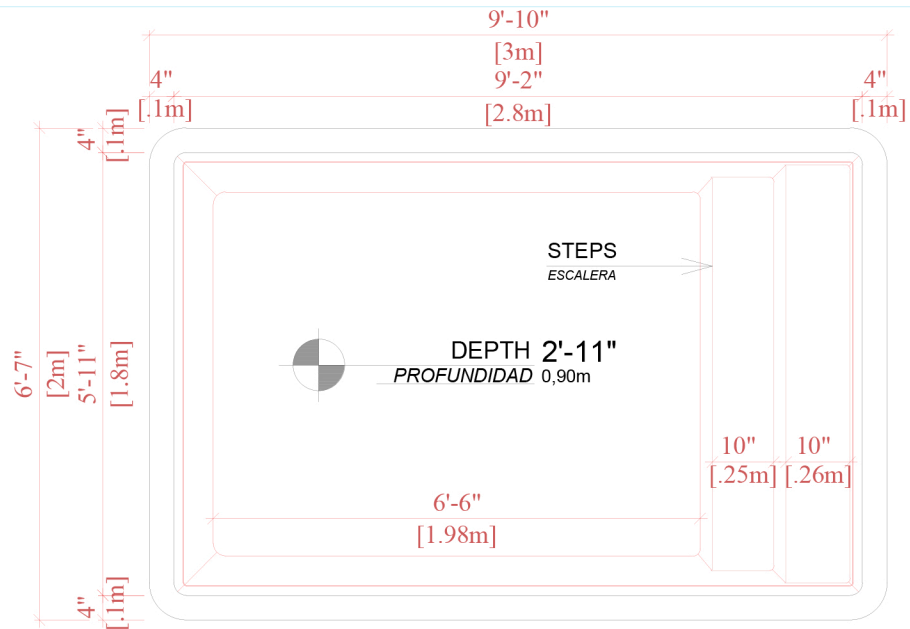 9'-10"
[3m]
4"
9'-2"
4"
[.1m]
[2.8m]
[.1m]
4"
[.1m]
STEPS
ESCALERA
DEPTH 2'-11"
PROFUNDIDAD 0,90m
6'-7"
[2m]
5'-11"
[1.8m]
10"
10"
[.25m]
[.26m]
6'-6"
[1.98m]
4"
[.1m]